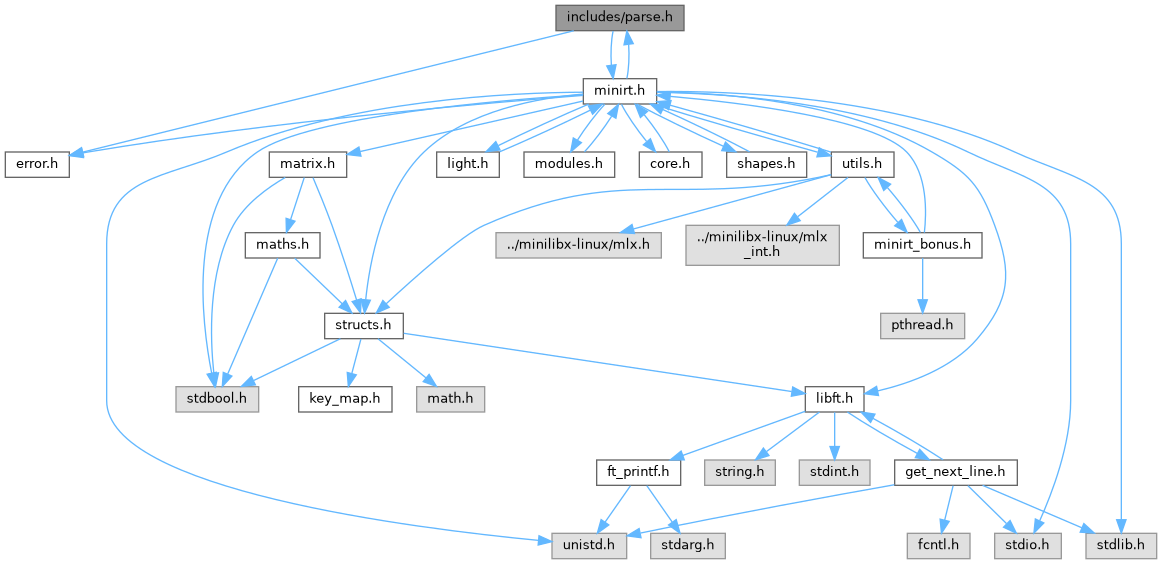 includes/parse.h
minirt.h
error.h
matrix.h
light.h
modules.h
core.h
shapes.h
utils.h
maths.h
../minilibx-linux/mlx.h
../minilibx-linux/mlx
_int.h
minirt_bonus.h
structs.h
pthread.h
stdbool.h
key_map.h
math.h
libft.h
ft_printf.h
string.h
stdint.h
get_next_line.h
unistd.h
stdarg.h
fcntl.h
stdio.h
stdlib.h